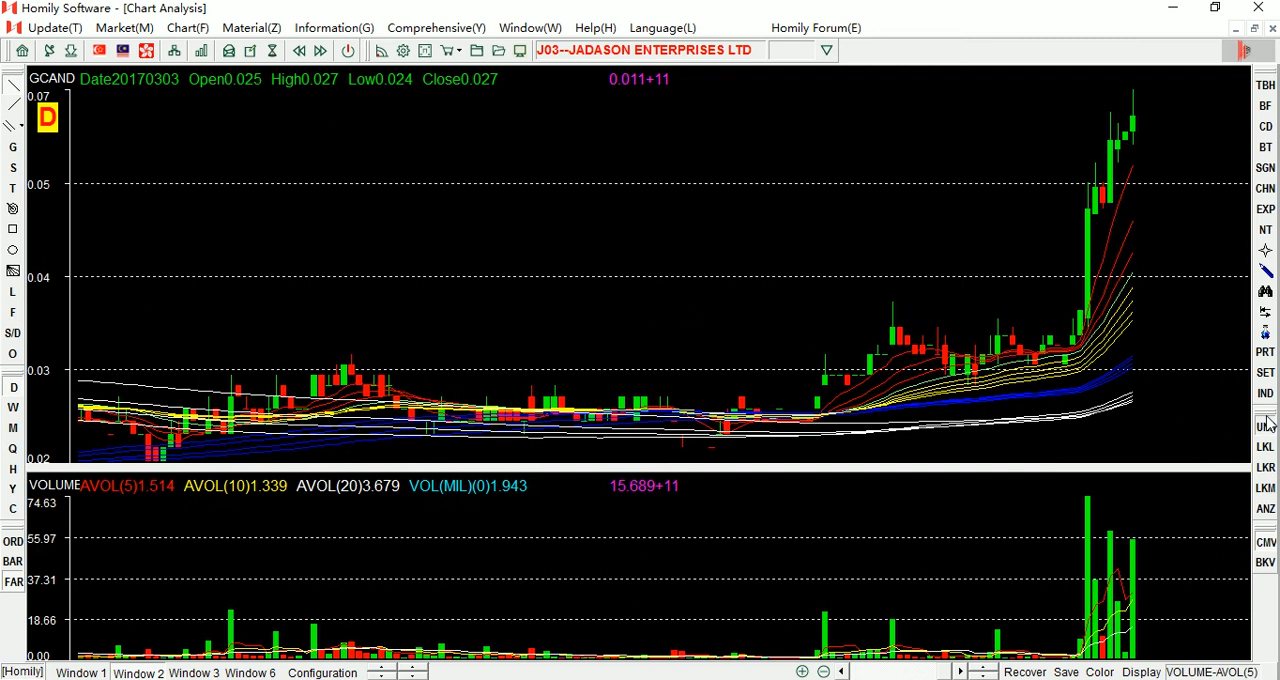 Homily Software - [Chart Analysis]
Update(T) Market(M) Chart(F) Material(Z) Information(G) Comprehensive(Y) Window(W) Help(H) Language(L) Homily Forum(E)
J03--JADASON ENTERPRISES LTD
GCAND Date20170303 Open0.025 High0.027 Low0.024 Close0.027 0.011+11
0.07
D
0.05
0.04
0.03
0.02
VOLUME AVOL(5)1.514 AVOL(10)1.339 AVOL(20)3.679 VOL(MIL)(0)1.943 15.689+11
74.63
55.97
37.31
18.66
0.00
G
S
T
L
F
S/D
O
D
W
M
Q
H
Y
C
ORD
BAR
FAR
TBH
BF
CD
BT
SGN
CHN
EXP
NT
PRT
SET
IND
LKL
LKR
LKM
ANZ
CMV
BKV
[Homily] Window 1 Window 2 Window 3 Window 6 Configuration Recover Save Color Display VOLUME-AVOL(5)